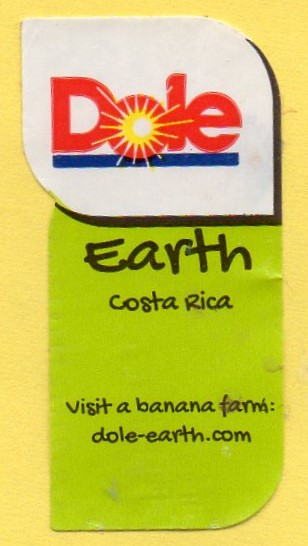 Dole
Earth
Costa Rica
Visit a banana farm:
dole-earth.com